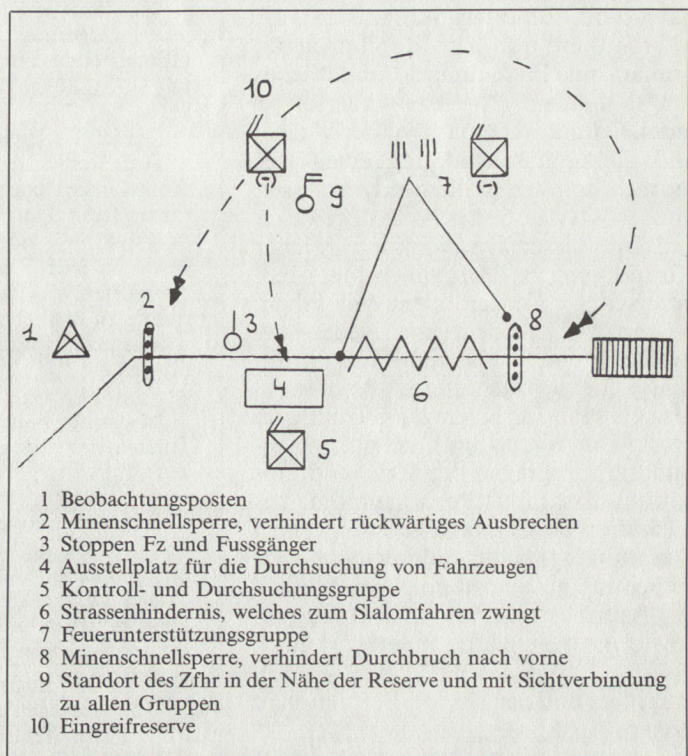 10
(-)
9
7
(-)
2
1
3
8
4
6
5
1 Beobachtungsposten
2 Minenschnellsperre, verhindert rückwärtiges Ausbrechen
3 Stoppen Fz und Fussgänger
4 Ausstellplatz für die Durchsuchung von Fahrzeugen
5 Kontroll- und Durchsuchungsgruppe
6 Strassenhindernis, welches zum Slalomfahren zwingt
7 Feuerunterstützungsgruppe
8 Minenschnellsperre, verhindert Durchbruch nach vorne
9 Standort des Zfhr in der Nähe der Reserve und mit Sichtverbindung
zu allen Gruppen
10 Eingreifreserve